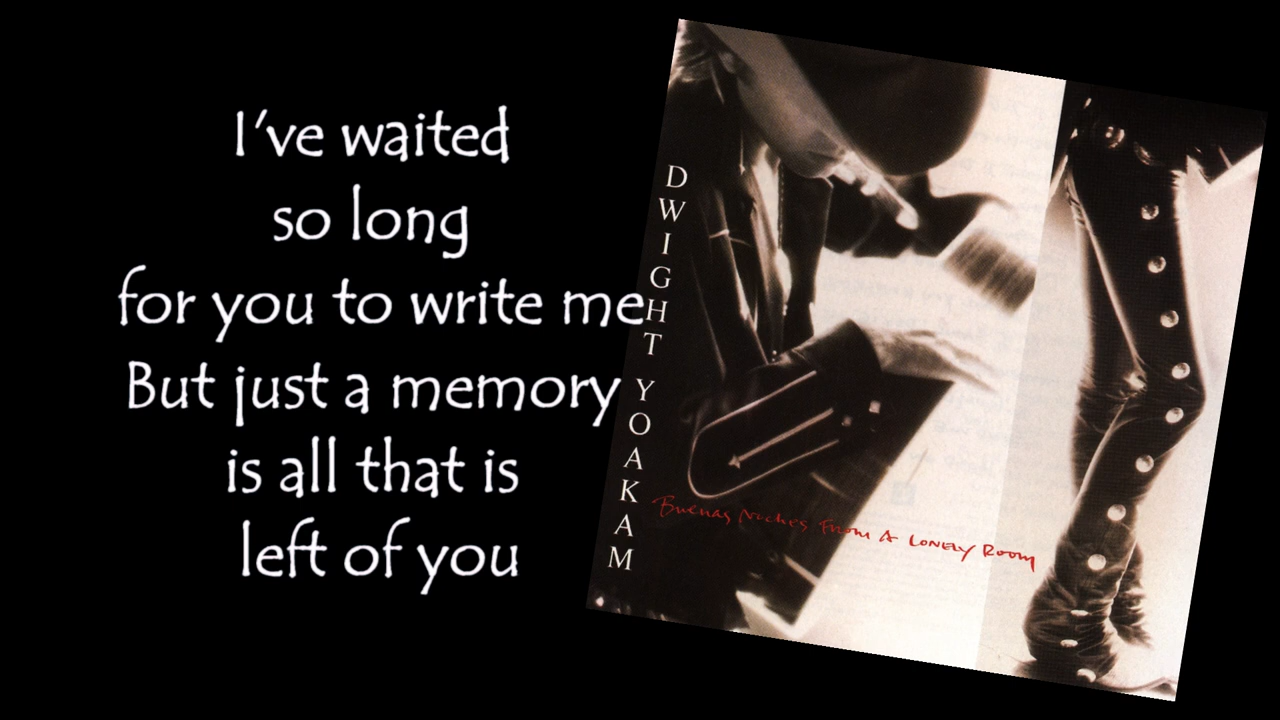 I've waited
so long
for you to write me
But just a memory
is all that is
left of you
DWIGHT YOAKAM
Buenas Noches From A Lonely Room